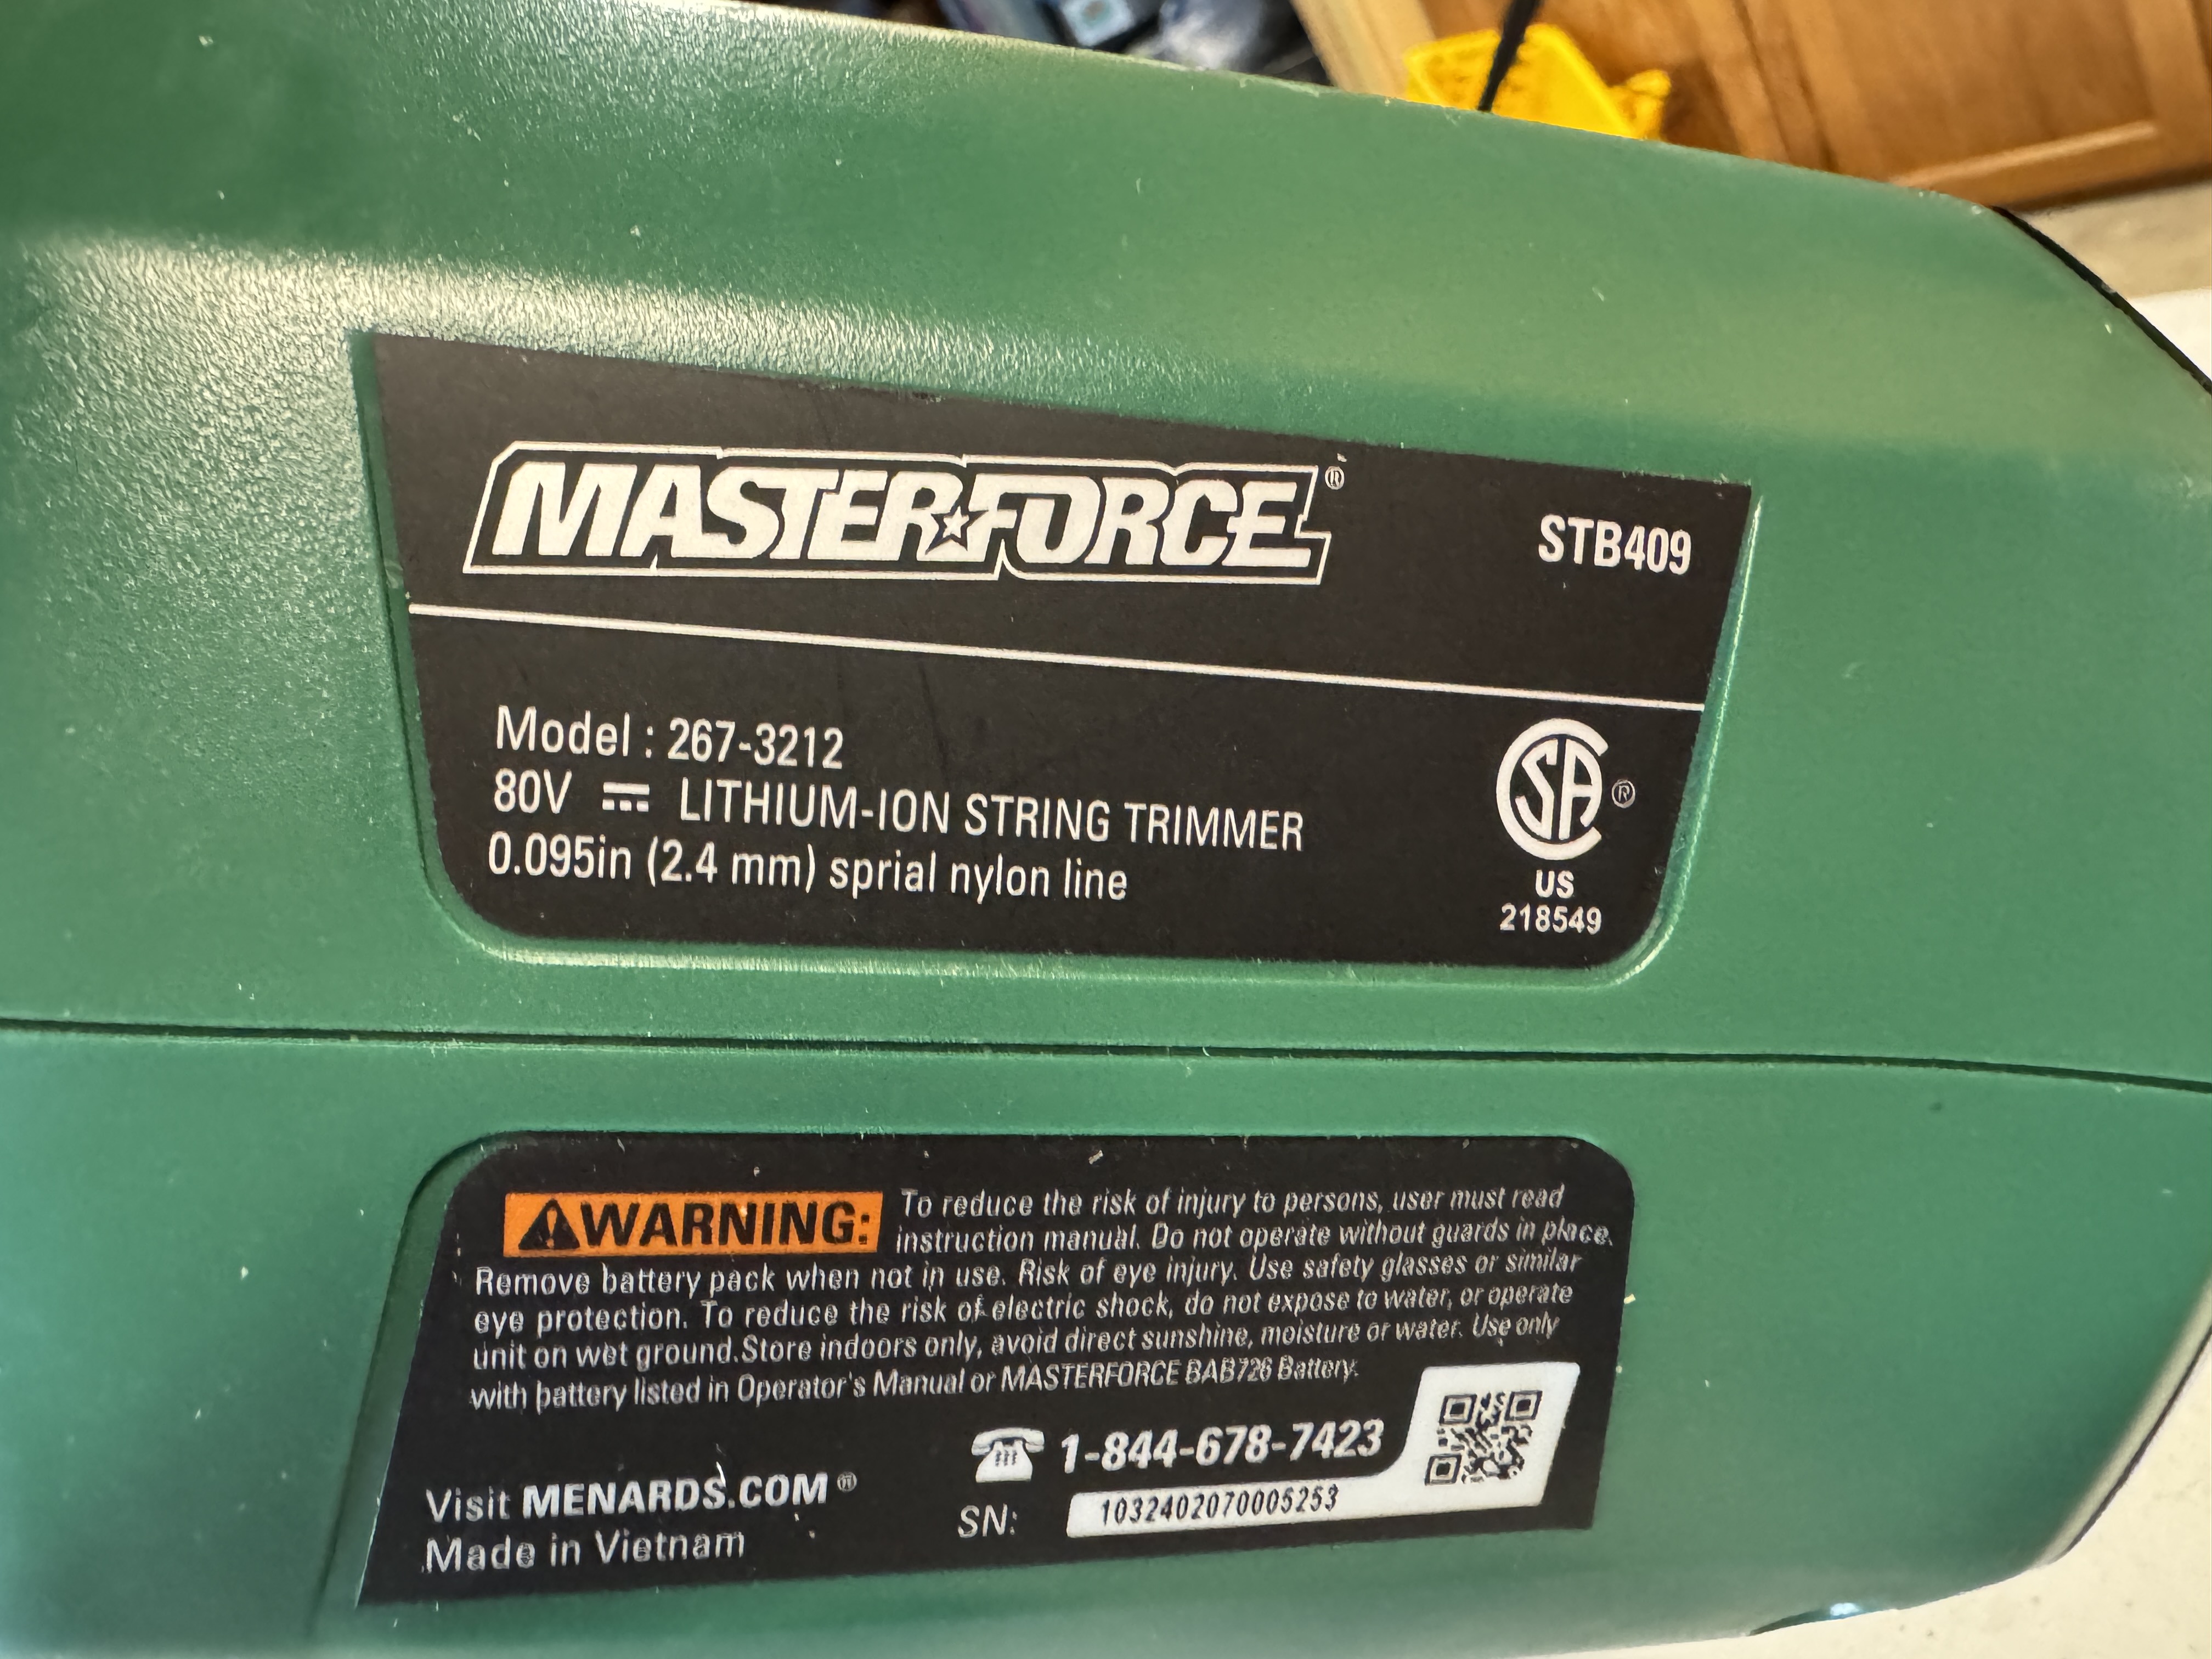 MASTERFORCE®
STB409
Model : 267-3212
80V ⎓ LITHIUM-ION STRING TRIMMER
0.095in (2.4 mm) sprial nylon line
CSA ®
US
218549
⚠WARNING: To reduce the risk of injury to persons, user must read
instruction manual. Do not operate without guards in place.
Remove battery pack when not in use. Risk of eye injury. Use safety glasses or similar
eye protection. To reduce the risk of electric shock, do not expose to water, or operate
unit on wet ground.Store indoors only, avoid direct sunshine, moisture or water. Use only
with battery listed in Operator's Manual or MASTERFORCE BAB726 Battery.
1-844-678-7423
Visit MENARDS.COM®
SN: 1032402070005253
Made in Vietnam